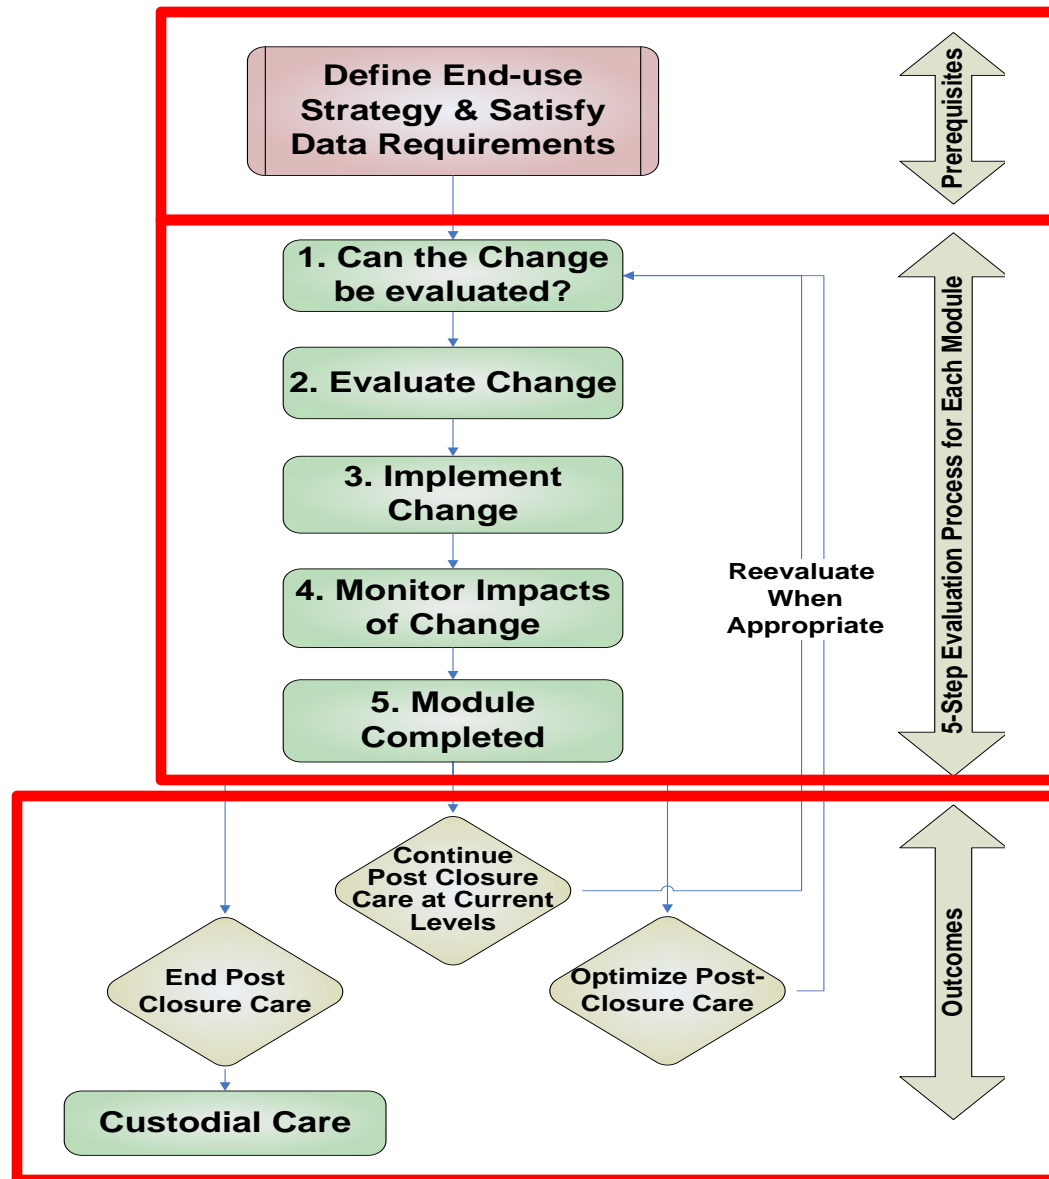 Define End-use
Strategy & Satisfy
Data Requirements
Prerequisites
1. Can the Change
be evaluated?
2. Evaluate Change
3. Implement
Change
4. Monitor Impacts
of Change
5. Module
Completed
Reevaluate
When
Appropriate
5-Step Evaluation Process for Each Module
Continue
Post Closure
Care at Current
Levels
End Post
Closure Care
Optimize Post-
Closure Care
Custodial Care
Outcomes